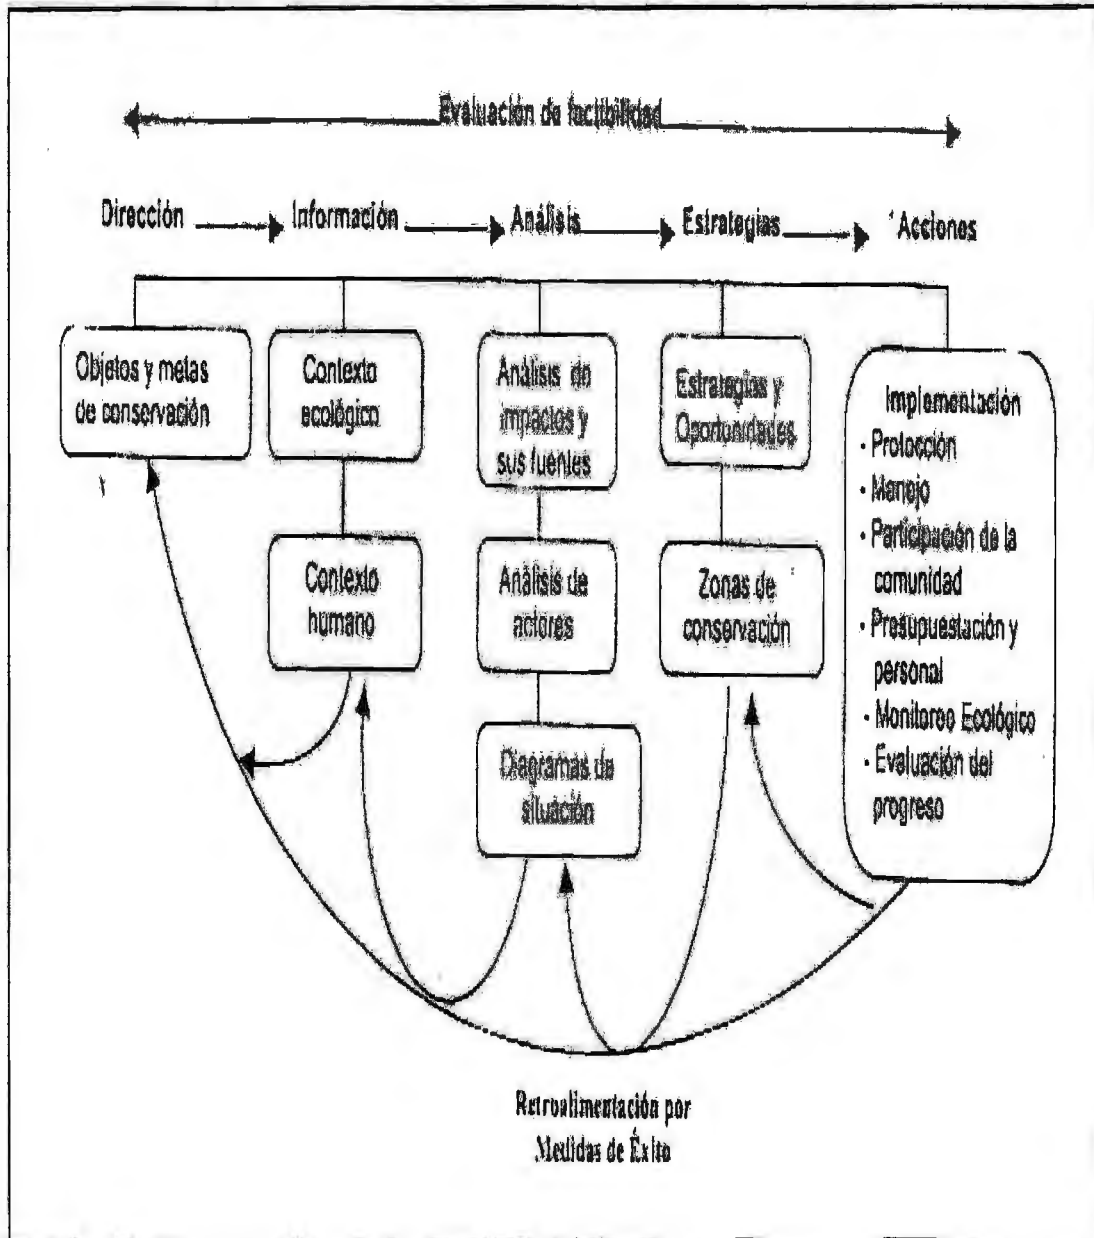 Evaluación de factibilidad
Dirección
Información
Análisis
Estrategias
Acciones
Objetos y metas
de conservación
Contexto
ecológico
Contexto
humano
Análisis de
impactos y
sus fuentes
Análisis de
actores
Diagramas de
situación
Estrategias y
Oportunidades
Zonas de
conservación
Implementación
· Protección
· Manejo
· Participación de la
comunidad
· Presupuestación y
personal
· Monitoreo Ecológico
· Evaluación del
progreso
Retroalimentación por
Medidas de Éxito